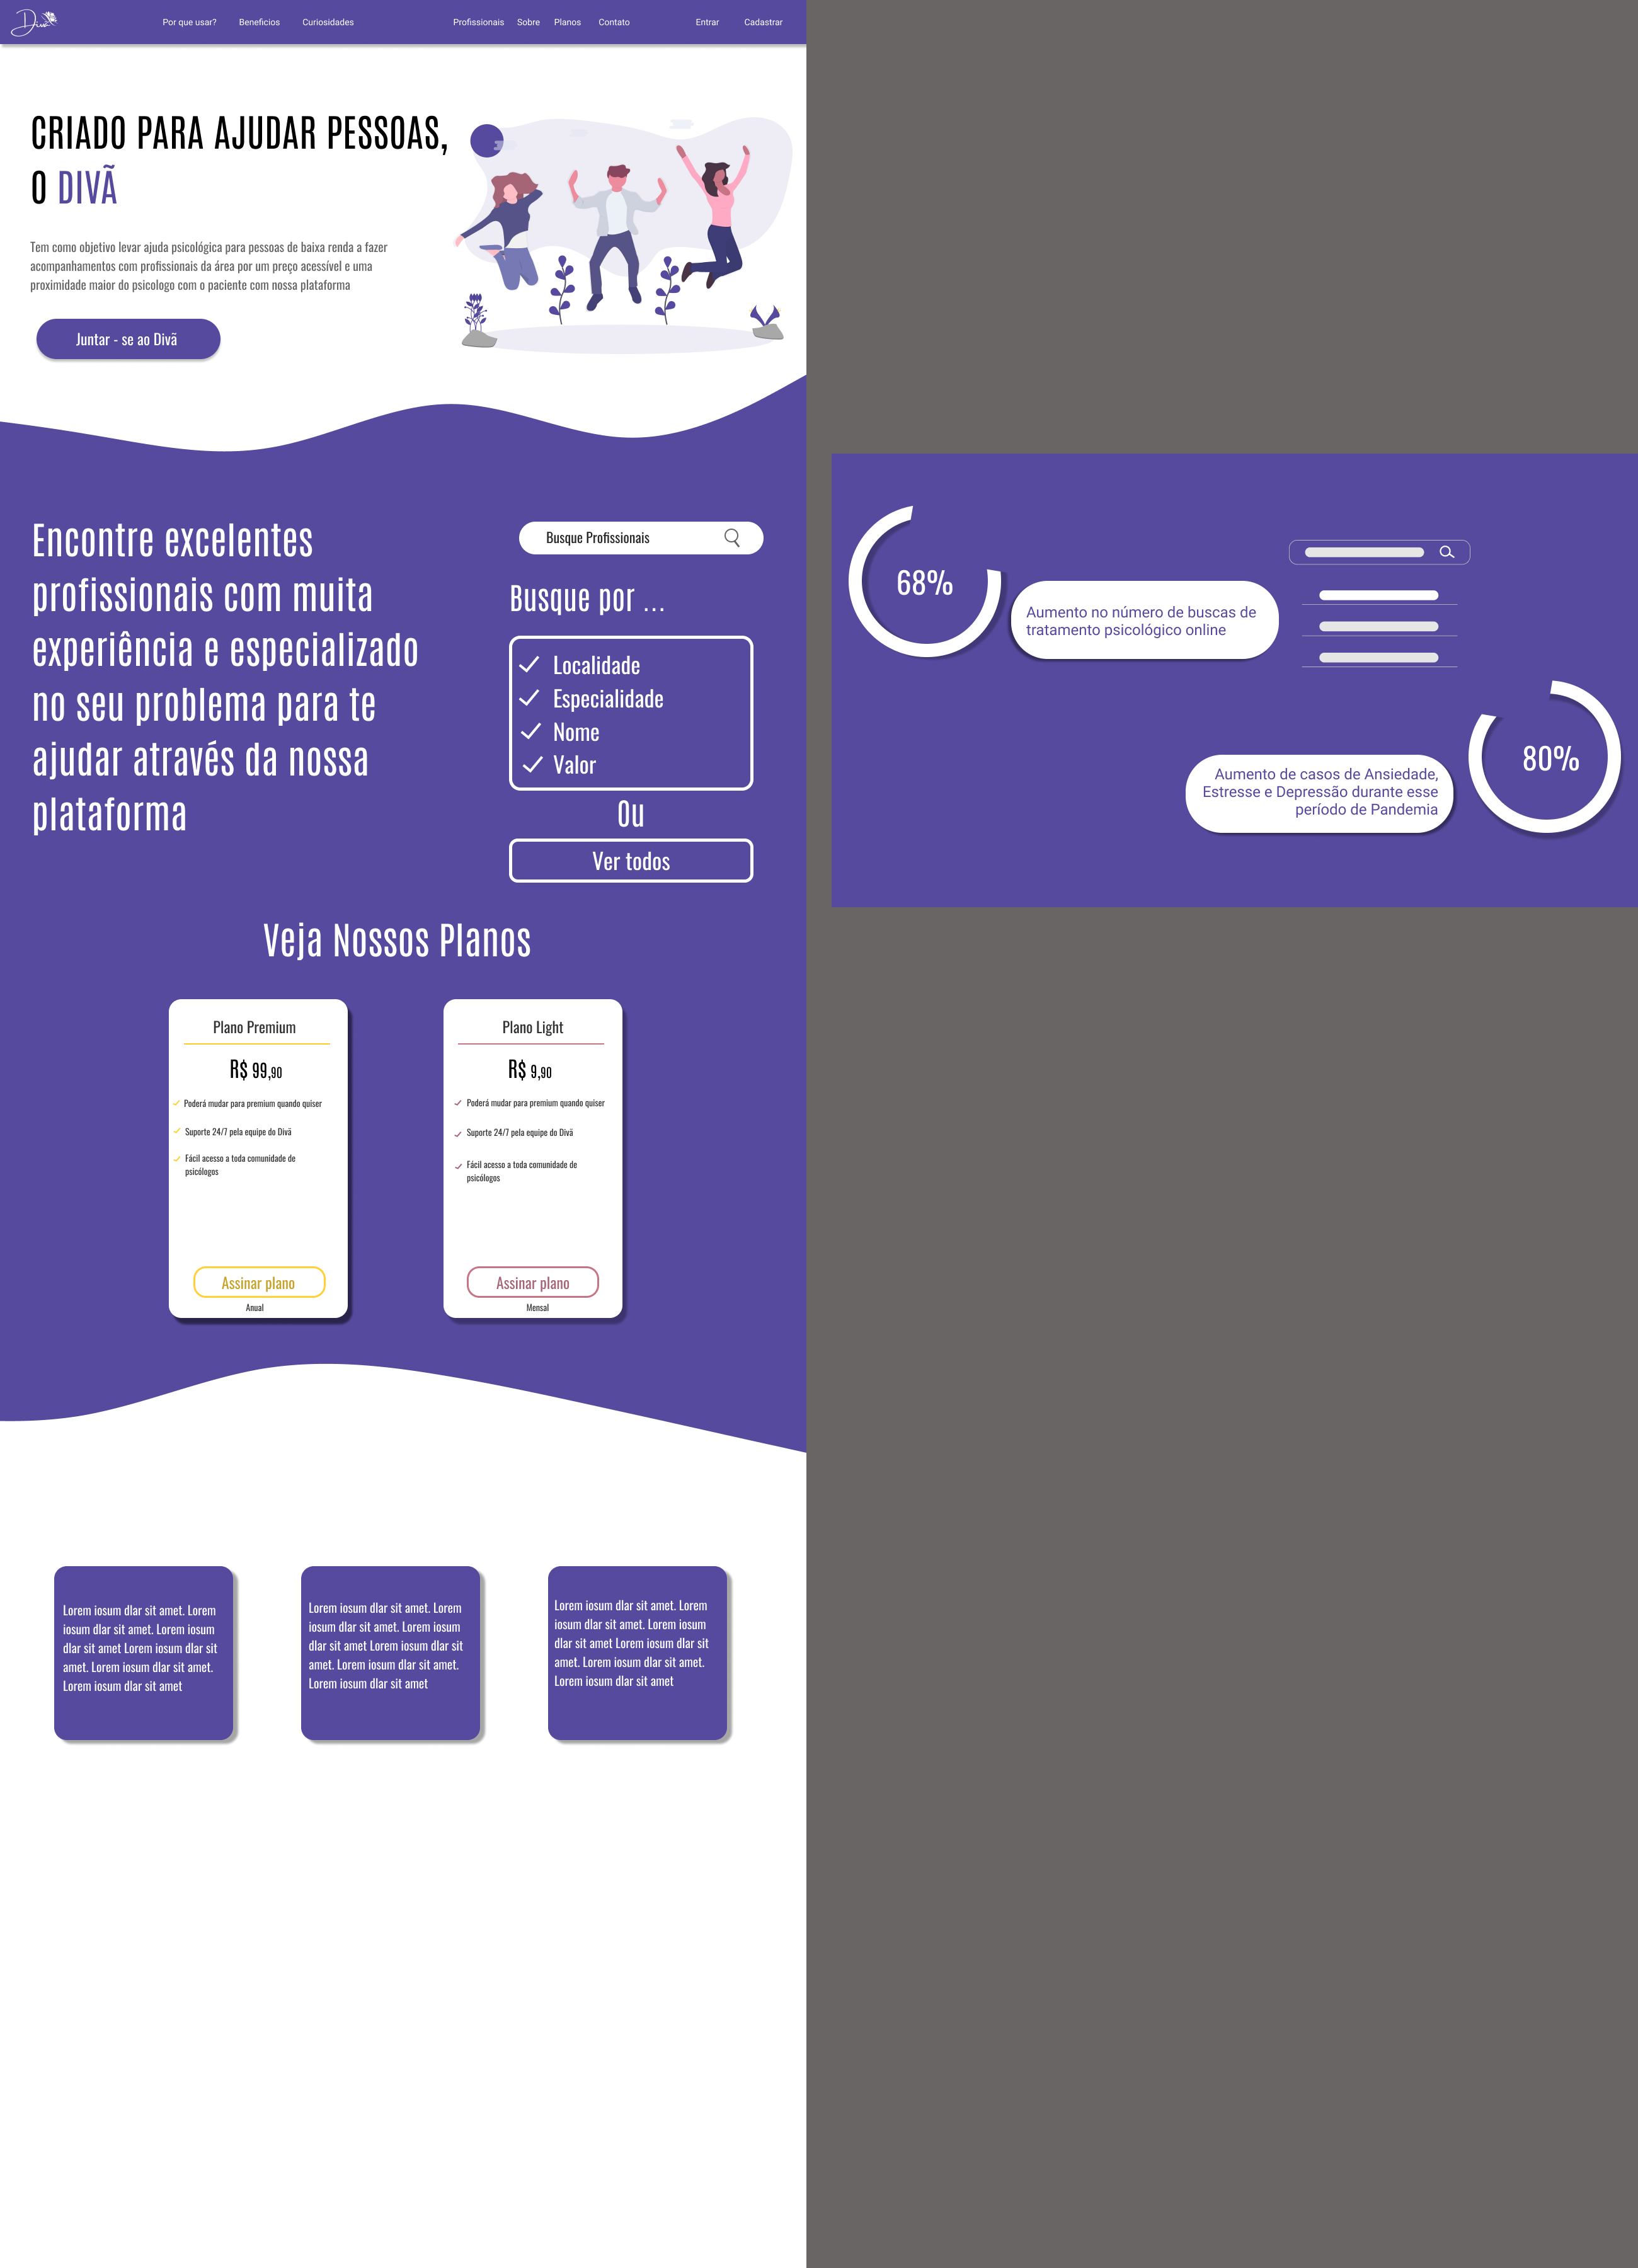 Divã
Por que usar? Beneficios Curiosidades Profissionais Sobre Planos Contato Entrar Cadastrar
CRIADO PARA AJUDAR PESSOAS,
O DIVÃ
Tem como objetivo levar ajuda psicológica para pessoas de baixa renda a fazer
acompanhamentos com profissionais da área por um preço acessível e uma
proximidade maior do psicologo com o paciente com nossa plataforma
Juntar - se ao Divã
Encontre excelentes
profissionais com muita
experiência e especializado
no seu problema para te
ajudar através da nossa
plataforma
Busque Profissionais
Busque por ...
Localidade
Especialidade
Nome
Valor
Ou
Ver todos
Veja Nossos Planos
Plano Premium
R$ 99,90
Poderá mudar para premium quando quiser
Suporte 24/7 pela equipe do Divã
Fácil acesso a toda comunidade de
psicólogos
Assinar plano
Anual
Plano Light
R$ 9,90
Poderá mudar para premium quando quiser
Suporte 24/7 pela equipe do Divã
Fácil acesso a toda comunidade de
psicólogos
Assinar plano
Mensal
Lorem iosum dlar sit amet. Lorem
iosum dlar sit amet. Lorem iosum
dlar sit amet Lorem iosum dlar sit
amet. Lorem iosum dlar sit amet.
Lorem iosum dlar sit amet
Lorem iosum dlar sit amet. Lorem
iosum dlar sit amet. Lorem iosum
dlar sit amet Lorem iosum dlar sit
amet. Lorem iosum dlar sit amet.
Lorem iosum dlar sit amet
Lorem iosum dlar sit amet. Lorem
iosum dlar sit amet. Lorem iosum
dlar sit amet Lorem iosum dlar sit
amet. Lorem iosum dlar sit amet.
Lorem iosum dlar sit amet
68%
Aumento no número de buscas de
tratamento psicológico online
80%
Aumento de casos de Ansiedade,
Estresse e Depressão durante esse
período de Pandemia